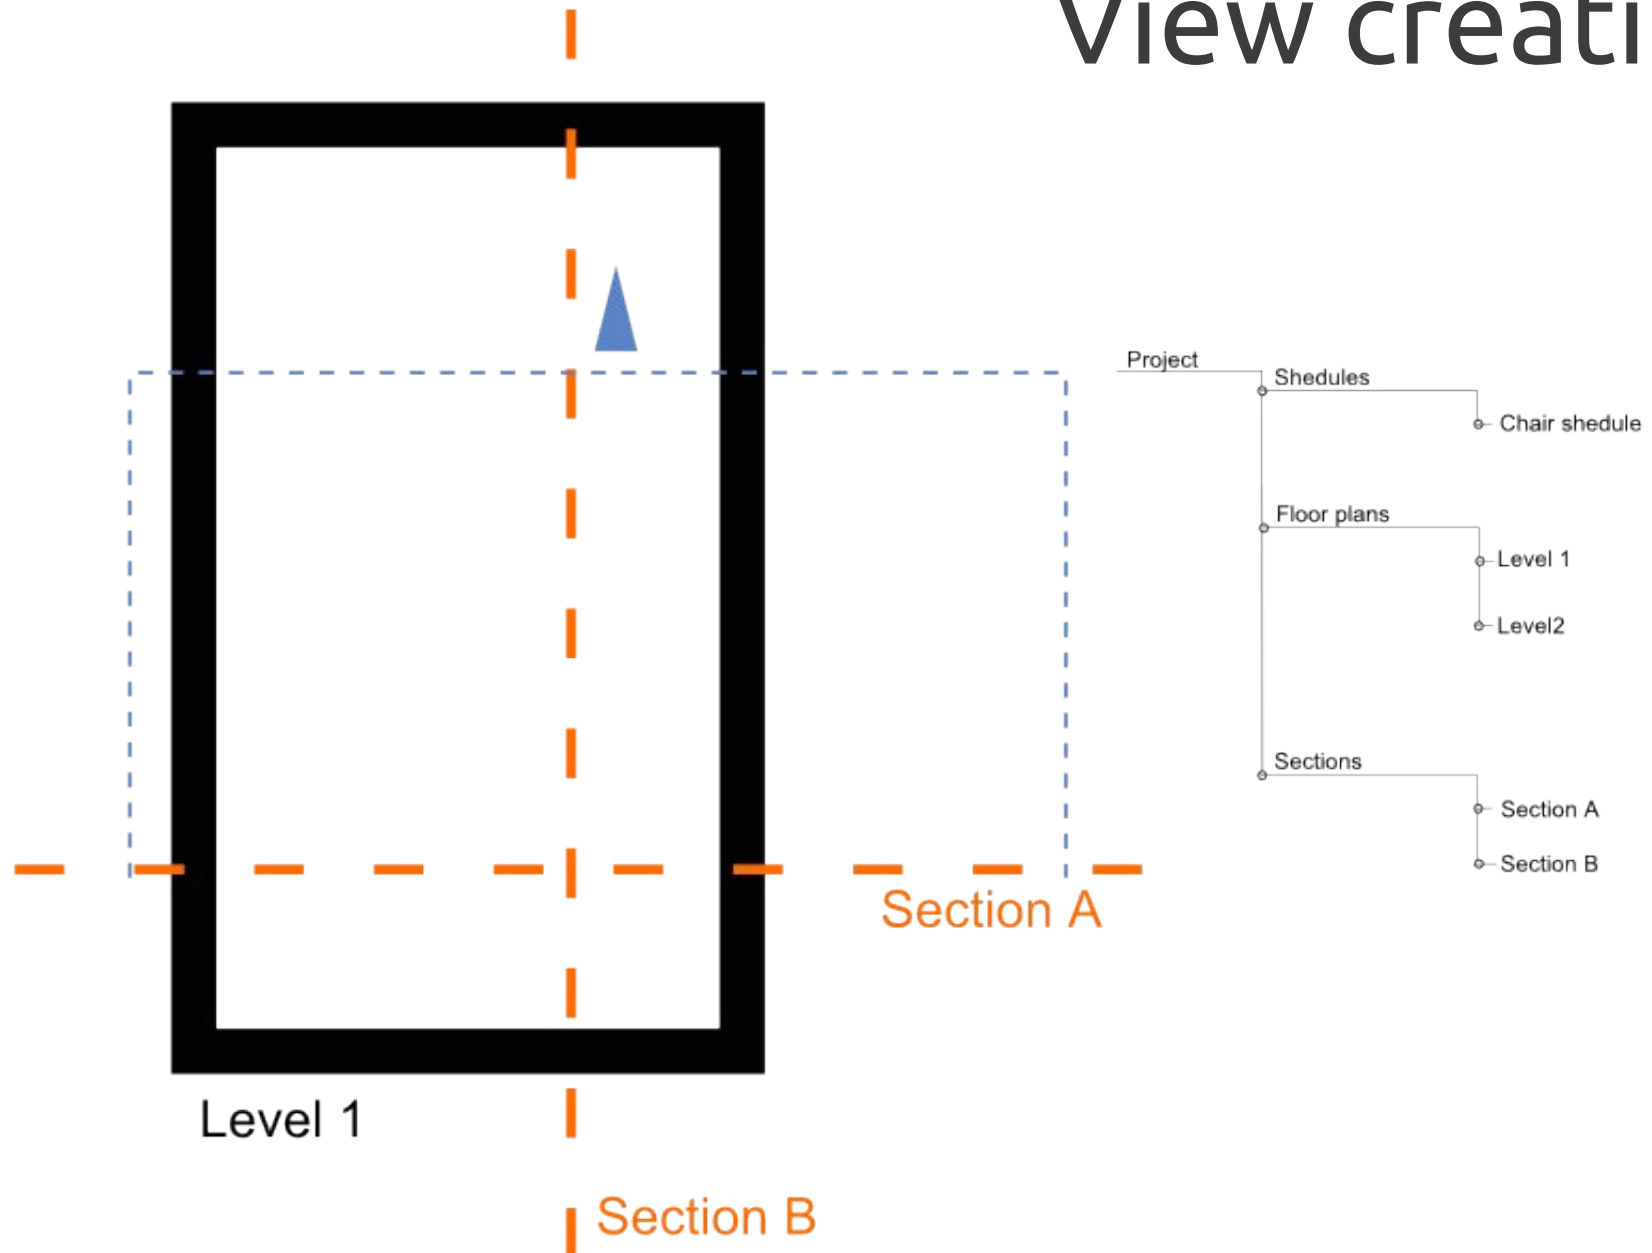 View creati
Project
Shedules
Chair shedule
Floor plans
Level 1
Level2
Sections
Section A
Section B
Section A
Level 1
Section B